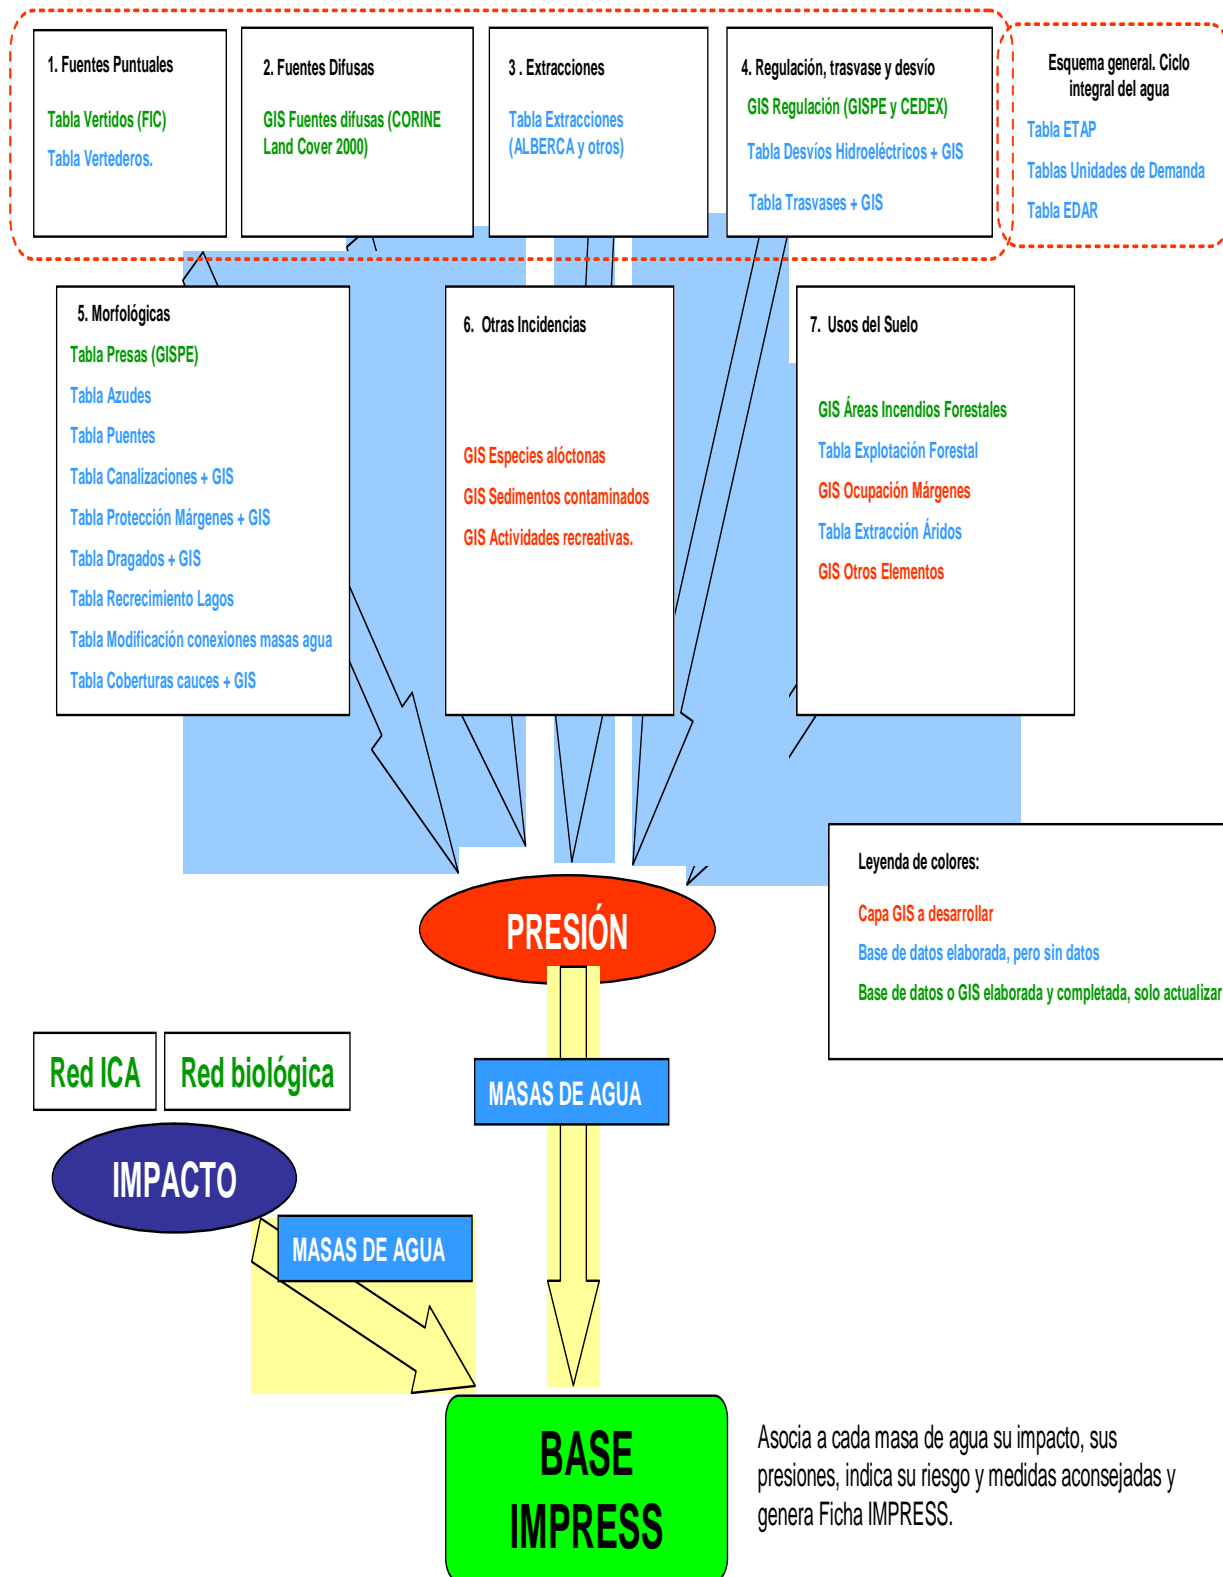 1. Fuentes Puntuales
Tabla Vertidos (FIC)
Tabla Vertederos.
2. Fuentes Difusas
GIS Fuentes difusas (CORINE
Land Cover 2000)
3 . Extracciones
Tabla Extracciones
(ALBERCA y otros)
4. Regulación, trasvase y desvío
GIS Regulación (GISPE y CEDEX)
Tabla Desvíos Hidroeléctricos + GIS
Tabla Trasvases + GIS
Esquema general. Ciclo
integral del agua
Tabla ETAP
Tablas Unidades de Demanda
Tabla EDAR
5. Morfológicas
Tabla Presas (GISPE)
Tabla Azudes
Tabla Puentes
Tabla Canalizaciones + GIS
Tabla Protección Márgenes + GIS
Tabla Dragados + GIS
Tabla Recrecimiento Lagos
Tabla Modificación conexiones masas agua
Tabla Coberturas cauces + GIS
6. Otras Incidencias
GIS Especies alóctonas
GIS Sedimentos contaminados
GIS Actividades recreativas.
7. Usos del Suelo
GIS Áreas Incendios Forestales
Tabla Explotación Forestal
GIS Ocupación Márgenes
Tabla Extracción Áridos
GIS Otros Elementos
Leyenda de colores:
Capa GIS a desarrollar
Base de datos elaborada, pero sin datos
Base de datos o GIS elaborada y completada, solo actualizar
PRESIÓN
MASAS DE AGUA
Red ICA
Red biológica
IMPACTO
MASAS DE AGUA
BASE
IMPRESS
Asocia a cada masa de agua su impacto, sus
presiones, indica su riesgo y medidas aconsejadas y
genera Ficha IMPRESS.